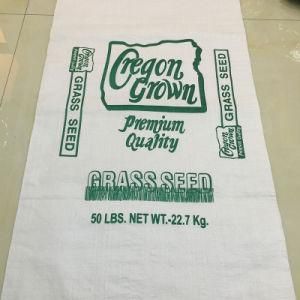 Oregon
Grown
Premium
Quality
GRASS SEED
50 LBS. NET WT.-22.7 Kg.
Oregon
Grown
GRASS SEED
Oregon
Grown
GRASS SEED